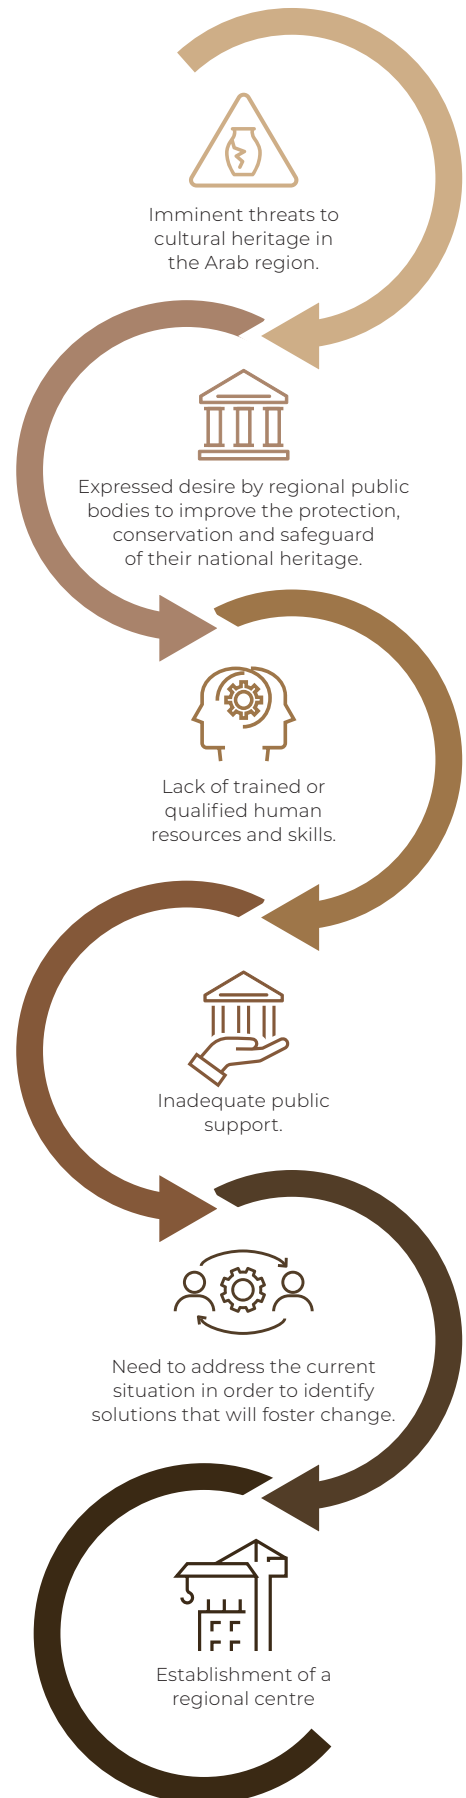 Imminent threats to
cultural heritage in
the Arab region.
Expressed desire by regional public
bodies to improve the protection,
conservation and safeguard
of their national heritage.
Lack of trained or
qualified human
resources and skills.
Inadequate public
support.
Need to address the current
situation in order to identify
solutions that will foster change.
Establishment of a
regional centre